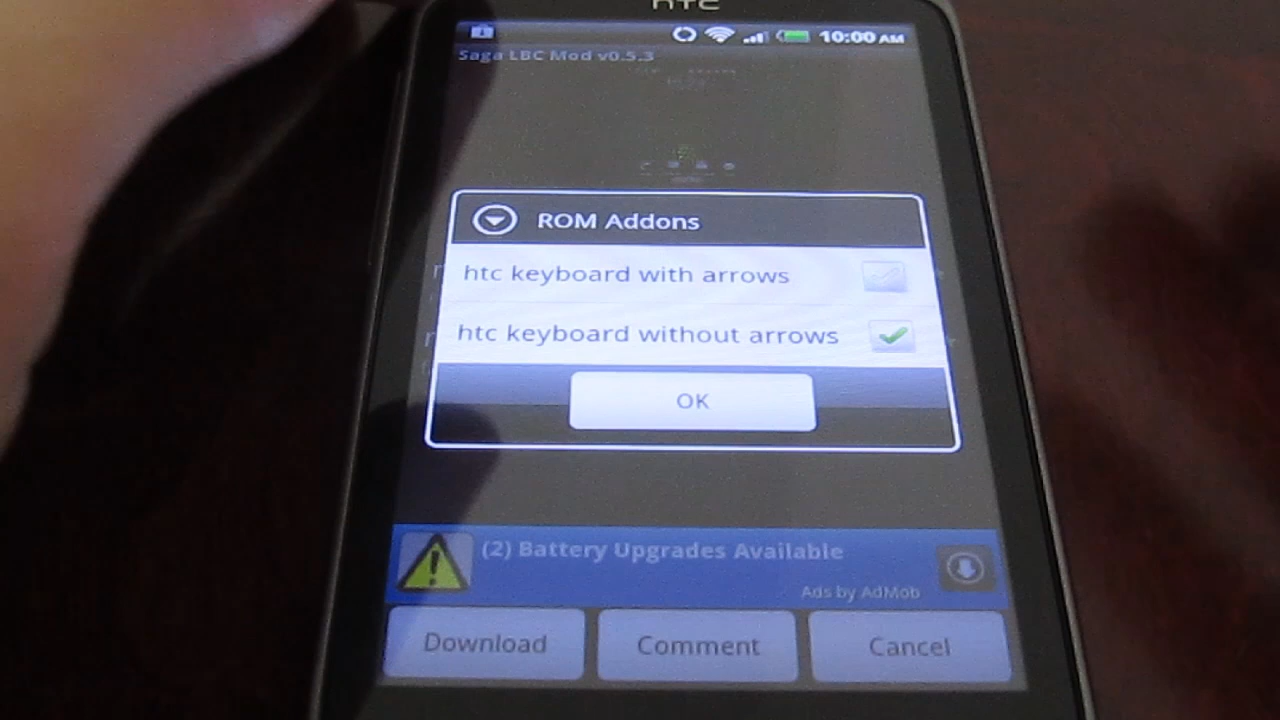 htc
10:00 AM
Saga LBC Mod v0.5.3
ROM Addons
htc keyboard with arrows
htc keyboard without arrows
OK
(2) Battery Upgrades Available
Ads by AdMob
Download
Comment
Cancel